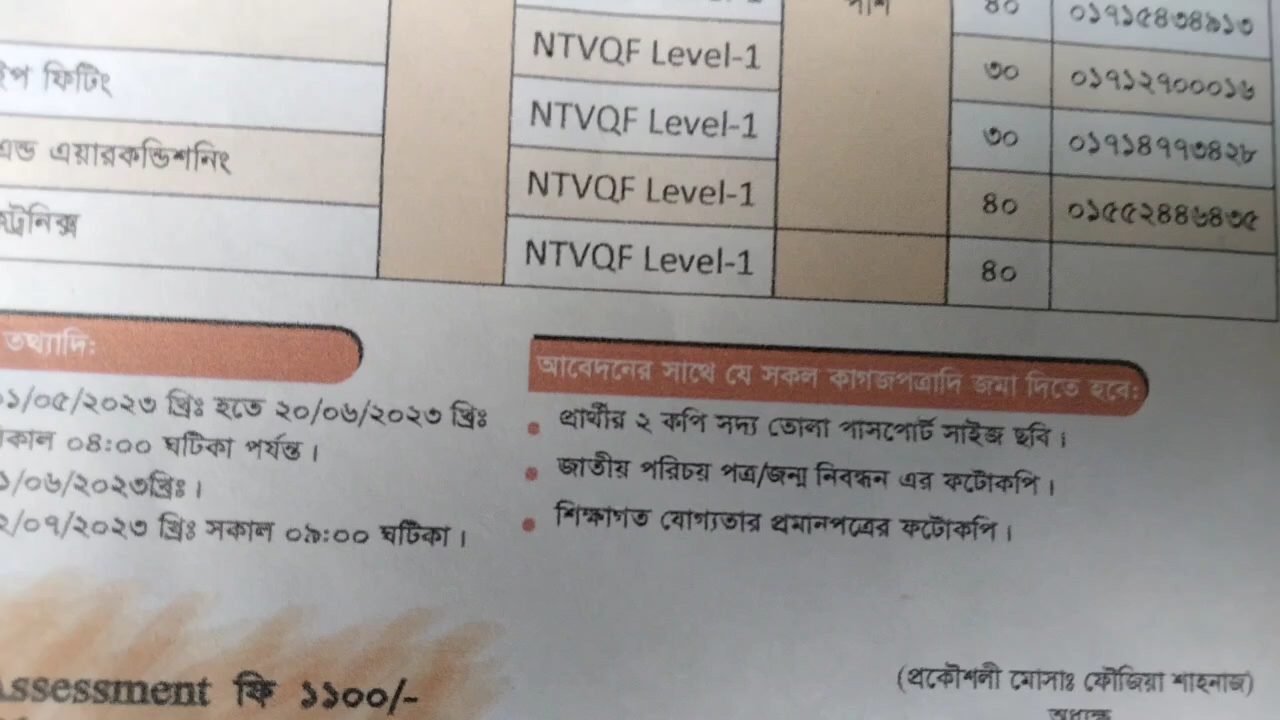 ৪০ ০১৭১৫৪৩৪৯১৩
NTVQF Level-1 ৩০ ০১৭১২৭০০০১৬
ফিটিং NTVQF Level-1 ৩০ ০১৭১৪৭৭৩৪২৮
এন্ড এয়ারকন্ডিশনিং NTVQF Level-1 ৪০ ০১৫৫২৪৪৬৪৩৫
NTVQF Level-1 ৪০
তথ্যাদি:
১/০৫/২০২৩ খ্রিঃ হতে ২০/০৬/২০২৩ খ্রিঃ
০৪:০০ ঘটিকা পর্যন্ত।
/০৬/২০২৩খ্রিঃ।
/০৭/২০২৩ খ্রিঃ সকাল ০৯:০০ ঘটিকা।
আবেদনের সাথে যে সকল কাগজপত্রাদি জমা দিতে হবে:
প্রার্থীর ২ কপি সদ্য তোলা পাসপোর্ট সাইজ ছবি।
জাতীয় পরিচয় পত্র/জন্ম নিবন্ধন এর ফটোকপি।
শিক্ষাগত যোগ্যতার প্রমানপত্রের ফটোকপি।
Assessment ফি ১১০০/-
(প্রকৌশলী মোসাঃ ফৌজিয়া শাহনাজ)
অধ্যক্ষ